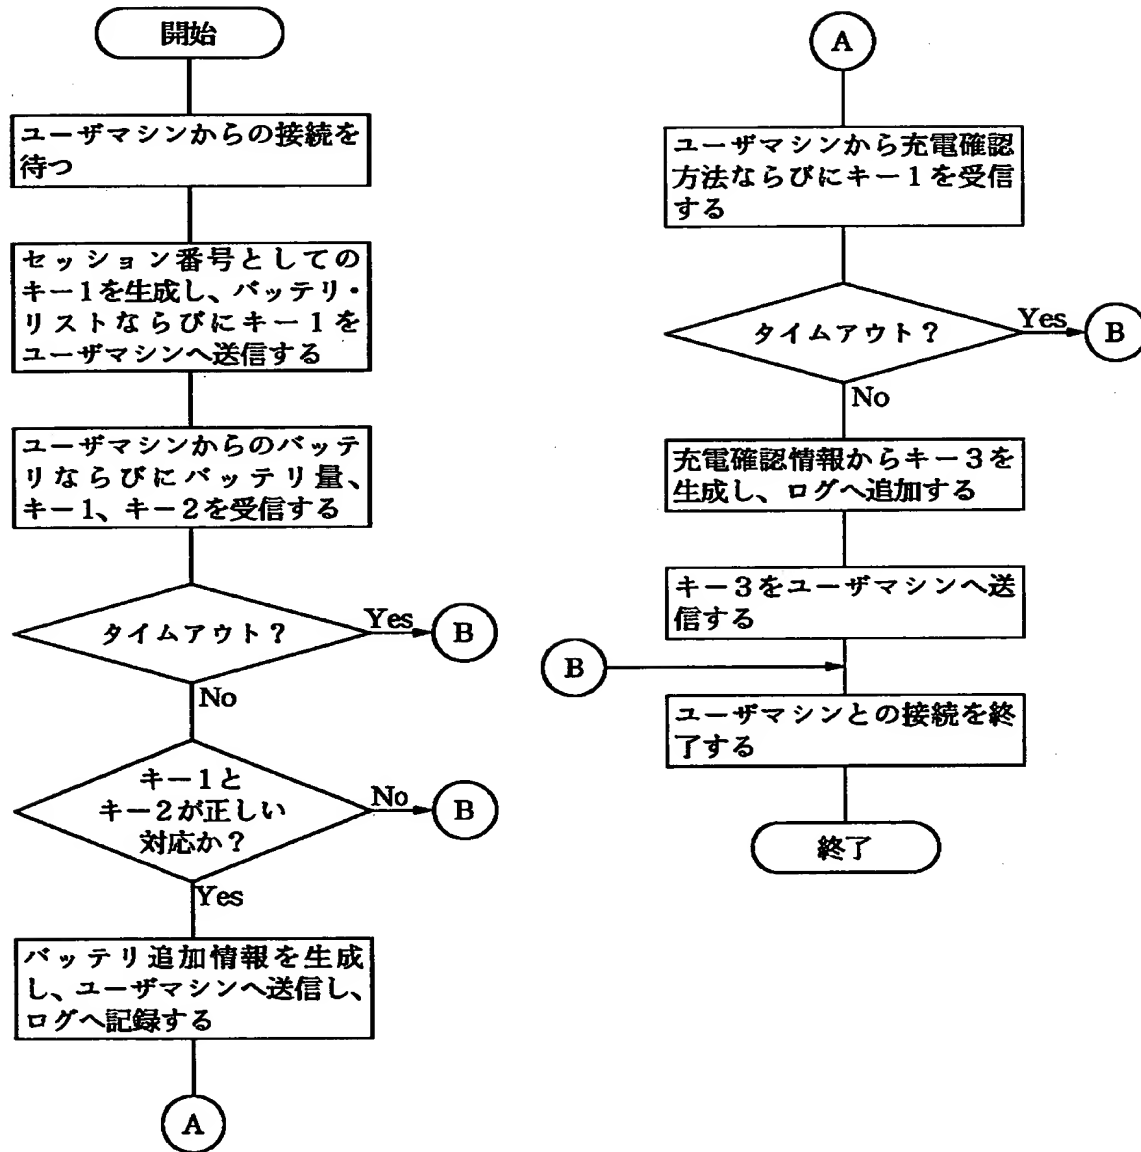 開始
ユーザマシンからの接続を
待つ
セッション番号としての
キー1を生成し、バッテリ・
リストならびにキー1を
ユーザマシンへ送信する
ユーザマシンからのバッテ
リならびにバッテリ量、
キー1、キー2を受信する
タイムアウト？
Yes
B
No
キー1と
キー2が正しい
対応か？
No
B
Yes
バッテリ追加情報を生成
し、ユーザマシンへ送信し、
ログへ記録する
A
A
ユーザマシンから充電確認
方法ならびにキー1を受信
する
タイムアウト？
Yes
B
No
充電確認情報からキー3を
生成し、ログへ追加する
キー3をユーザマシンへ送
信する
B
ユーザマシンとの接続を終
了する
終了